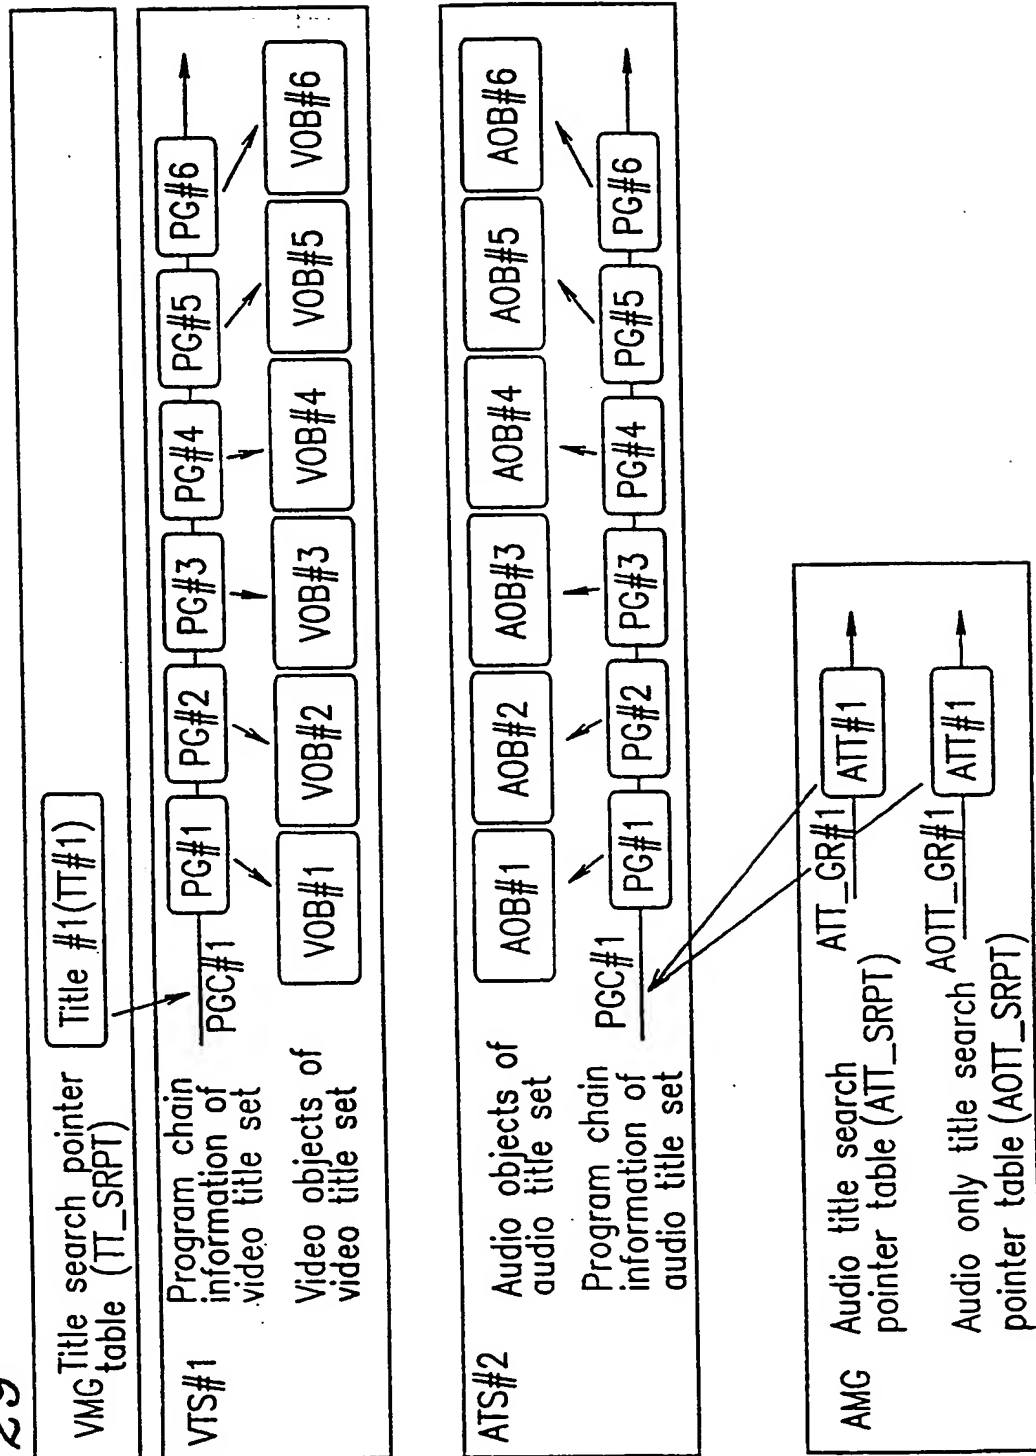 29
VMG Title search pointer
table (TT_SRPT)
Title #1(TT#1)
VTS#1
Program chain
information of
video title set
PGC#1
PG#1 PG#2 PG#3 PG#4 PG#5 PG#6
Video objects of
video title set
VOB#1 VOB#2 VOB#3 VOB#4 VOB#5 VOB#6
ATS#2
Audio objects of
audio title set
AOB#1 AOB#2 AOB#3 AOB#4 AOB#5 AOB#6
Program chain
information of
audio title set
PGC#1
PG#1 PG#2 PG#3 PG#4 PG#5 PG#6
AMG
Audio title search
pointer table (ATT_SRPT)
ATT_GR#1
ATT#1
Audio only title search
pointer table (AOTT_SRPT)
AOTT_GR#1
ATT#1